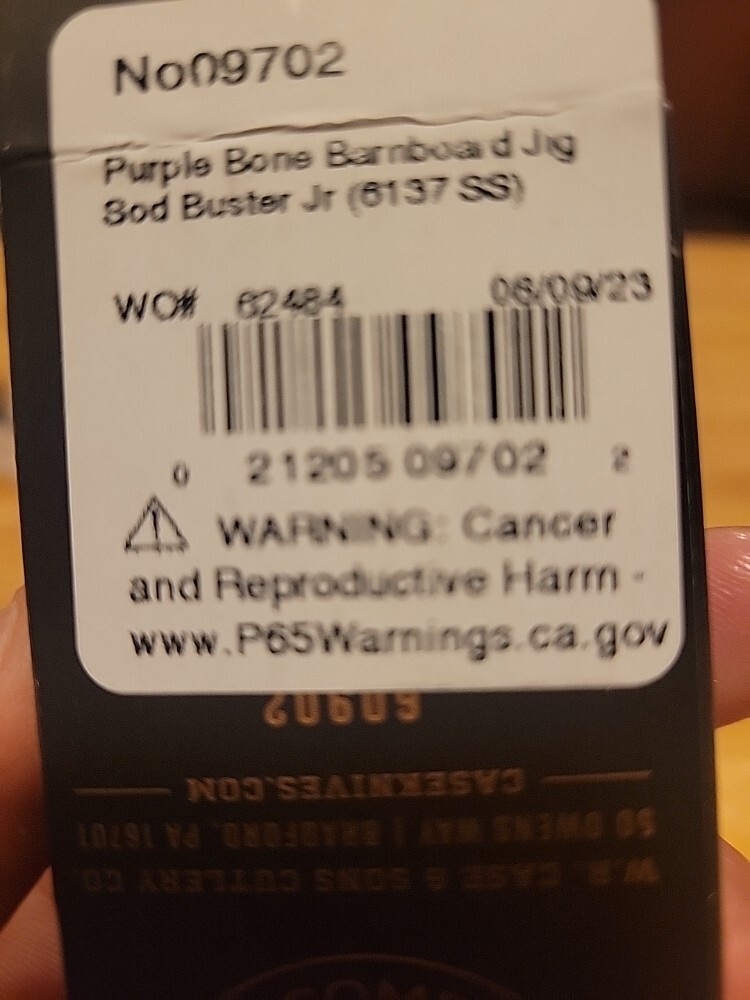 No09702
Purple Bone Barnboard Jig
Sod Buster Jr (6137 SS)
WO# 62484 06/09/23
0 21205 09702 2
WARNING: Cancer
and Reproductive Harm -
www.P65Warnings.ca.gov
60902
CASEKNIVES.COM
50 OWENS WAY | BRADFORD, PA 16701
W.R. CASE & SONS CUTLERY CO.